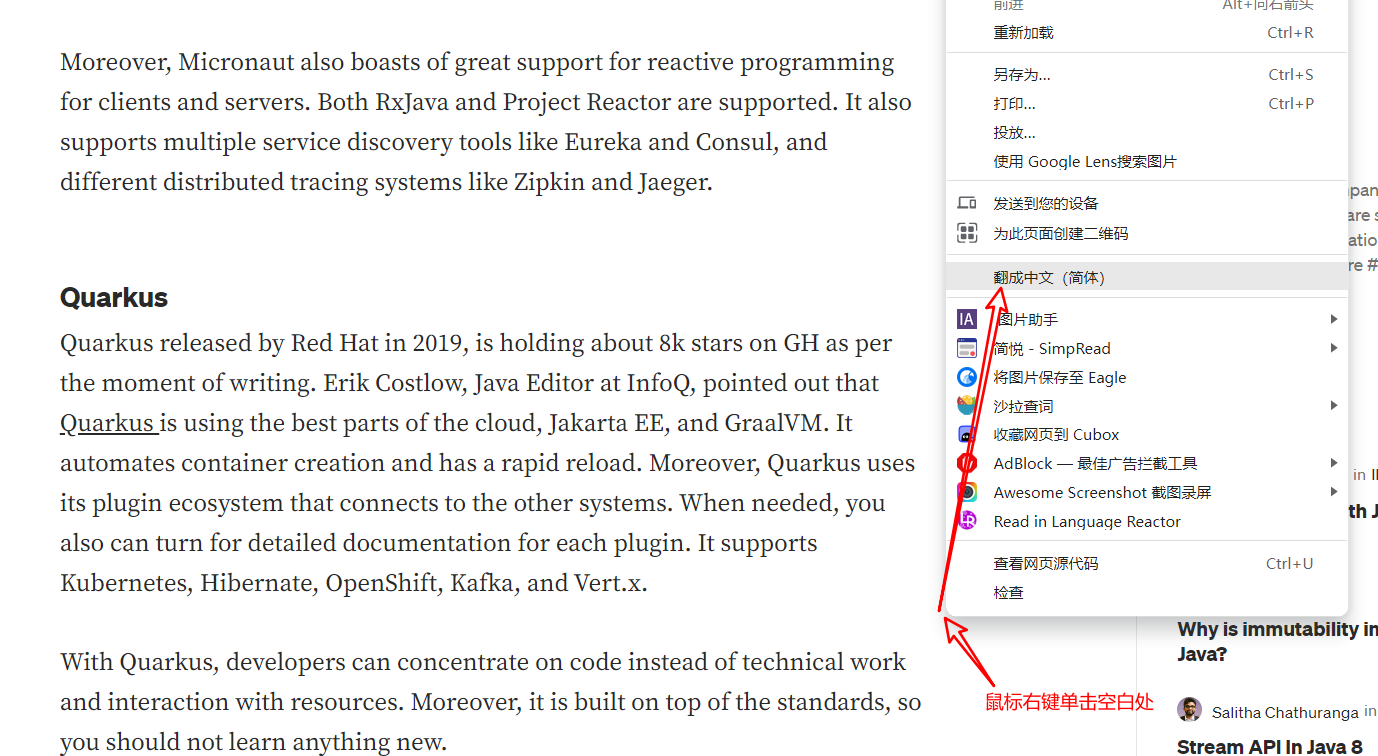 Moreover, Micronaut also boasts of great support for reactive programming
for clients and servers. Both RxJava and Project Reactor are supported. It also
supports multiple service discovery tools like Eureka and Consul, and
different distributed tracing systems like Zipkin and Jaeger.
Quarkus
Quarkus released by Red Hat in 2019, is holding about 8k stars on GH as per
the moment of writing. Erik Costlow, Java Editor at InfoQ, pointed out that
Quarkus is using the best parts of the cloud, Jakarta EE, and GraalVM. It
automates container creation and has a rapid reload. Moreover, Quarkus uses
its plugin ecosystem that connects to the other systems. When needed, you
also can turn for detailed documentation for each plugin. It supports
Kubernetes, Hibernate, OpenShift, Kafka, and Vert.x.
With Quarkus, developers can concentrate on code instead of technical work
and interaction with resources. Moreover, it is built on top of the standards, so
you should not learn anything new.
前进 Alt+向右箭头
重新加载 Ctrl+R
另存为... Ctrl+S
打印... Ctrl+P
投放...
使用 Google Lens搜索图片
发送到您的设备
为此页面创建二维码
翻成中文（简体）
IA 图片助手
简悦 - SimpRead
将图片保存至 Eagle
沙拉查词
收藏网页到 Cubox
AdBlock — 最佳广告拦截工具
Awesome Screenshot 截图录屏
LR Read in Language Reactor
查看网页源代码 Ctrl+U
检查
鼠标右键单击空白处
in
Why is immutability in
Java?
Salitha Chathuranga in
Stream API In Java 8